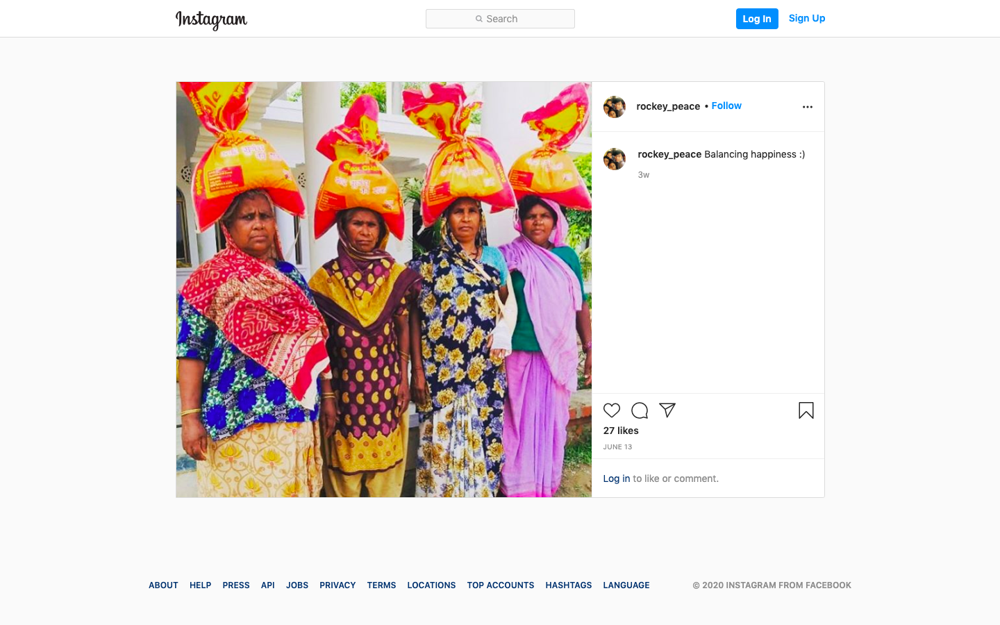 Instagram
Search
Log In
Sign Up
rockey_peace • Follow
rockey_peace Balancing happiness :)
3w
27 likes
JUNE 13
Log in to like or comment.
ABOUT HELP PRESS API JOBS PRIVACY TERMS LOCATIONS TOP ACCOUNTS HASHTAGS LANGUAGE
© 2020 INSTAGRAM FROM FACEBOOK